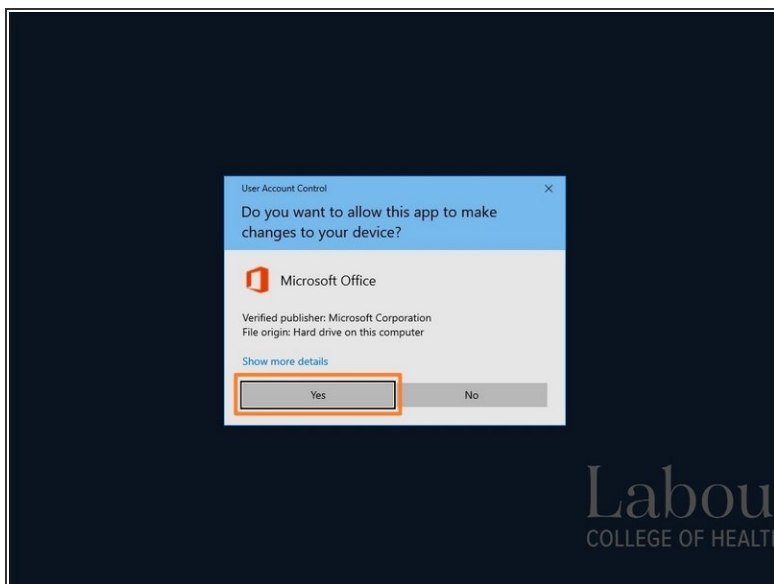 User Account Control
Do you want to allow this app to make
changes to your device?
Microsoft Office
Verified publisher: Microsoft Corporation
File origin: Hard drive on this computer
Show more details
Yes
No
Labou
COLLEGE OF HEALT